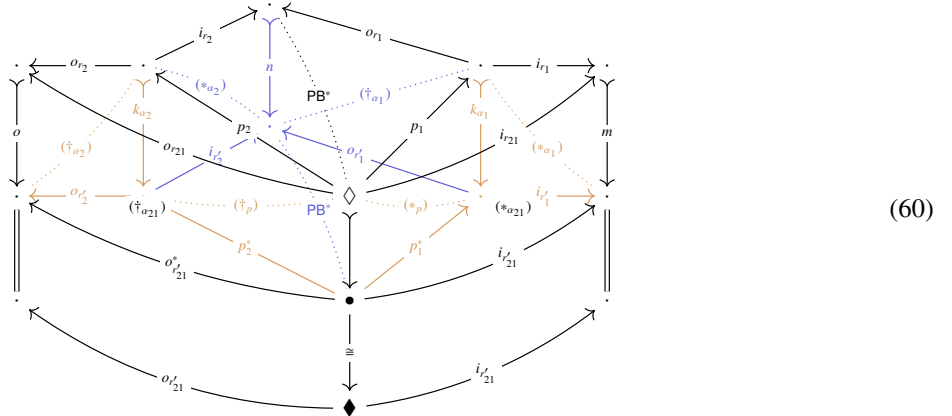 i_{r_2} o_{r_1}
o_{r_2} n i_{r_1}
(*_{α_2}) PB* (†_{α_1})
o k_{α_2} k_{α_1} m
(†_{α_2}) p_2 p_1 (*_{α_1})
o_{r_{21}} i_{r'_2} o_{r'_1} i_{r_{21}}
o_{r'_2} (†_{α_{21}}) (†_p) ◊ PB* (*_p) (*_{α_{21}}) i_{r'_1}
(60)
p_2^* p_1^*
o^*_{r'_{21}} i_{r'_{21}}
≅
o_{r'_{21}} i_{r'_{21}}